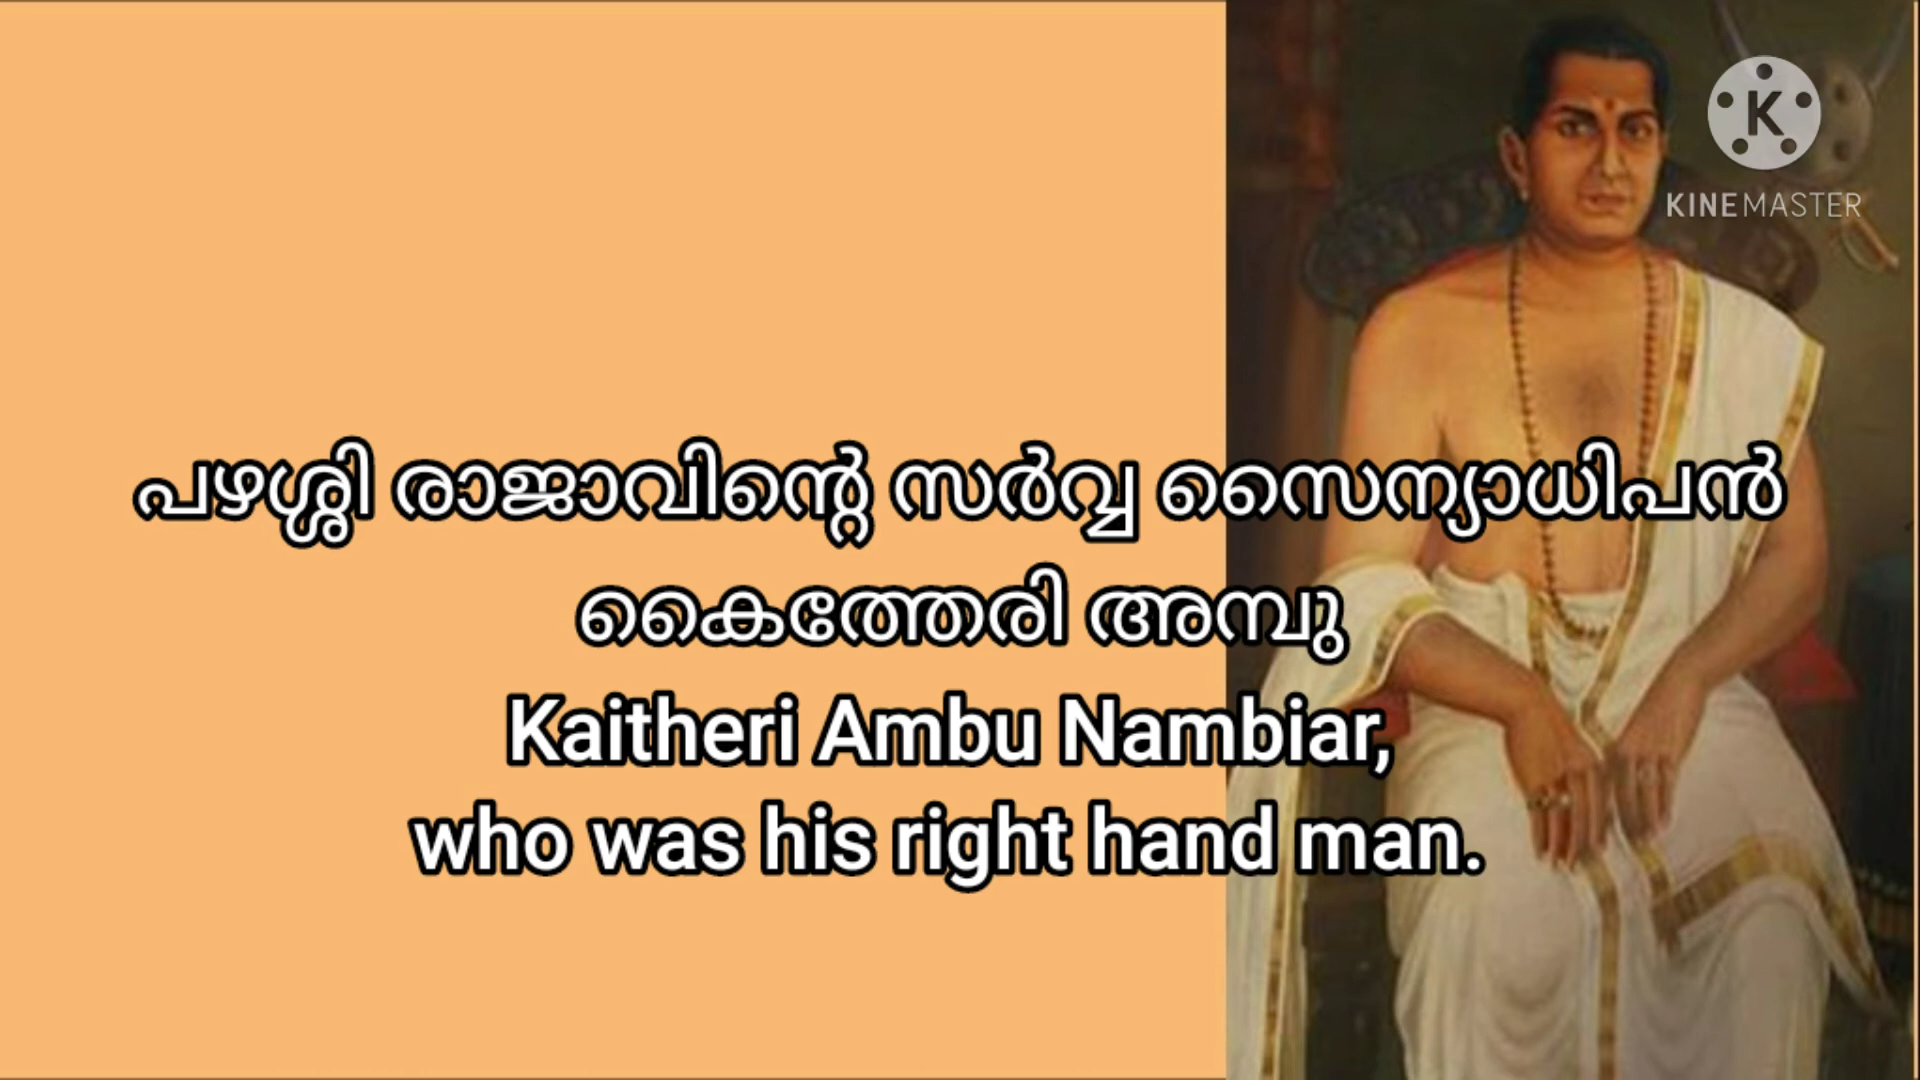 K
KINEMASTER
പഴശ്ശി രാജാവിന്റെ സർവ്വ സൈന്യാധിപൻ
കൈത്തേരി അമ്പു
Kaitheri Ambu Nambiar,
who was his right hand man.